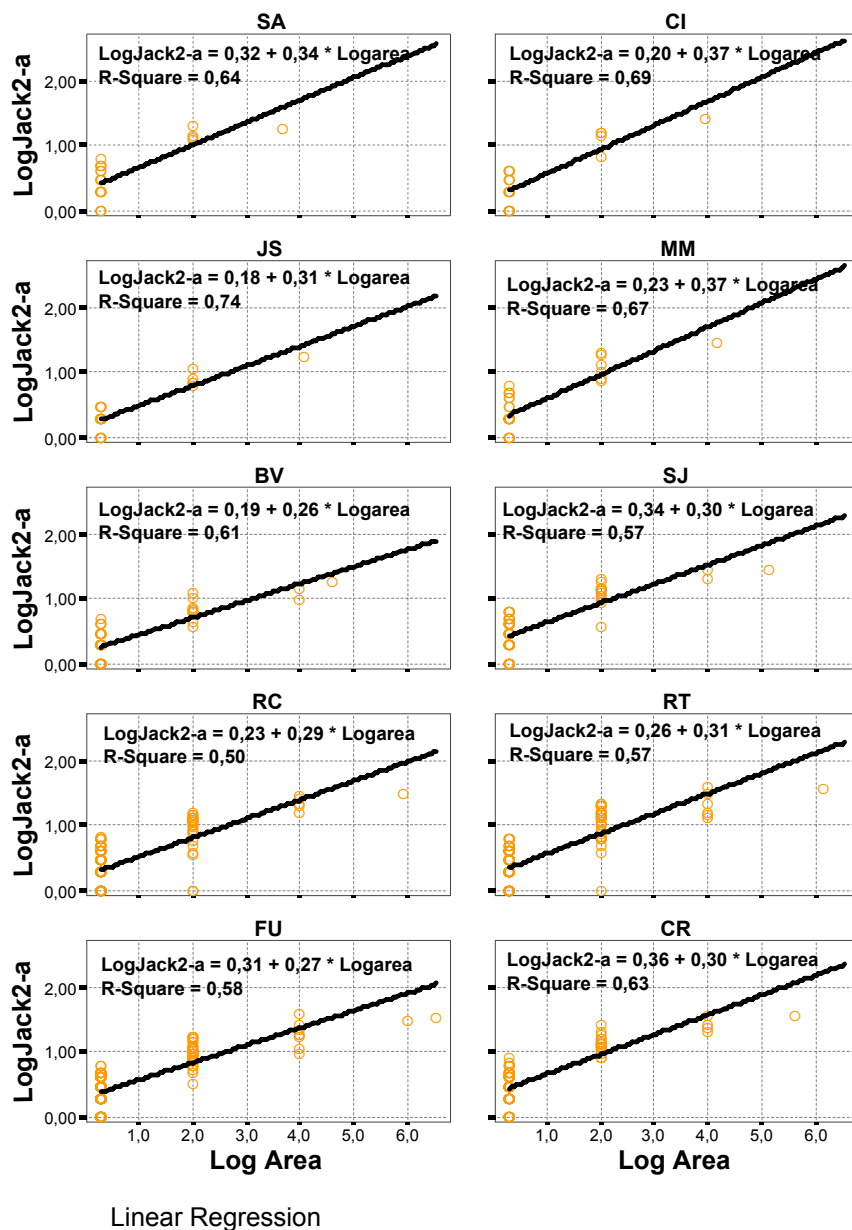 SA
LogJack2-a = 0,32 + 0,34 * Logarea
R-Square = 0,64
LogJack2-a
2,00
1,00
0,00
CI
LogJack2-a = 0,20 + 0,37 * Logarea
R-Square = 0,69
JS
LogJack2-a = 0,18 + 0,31 * Logarea
R-Square = 0,74
LogJack2-a
2,00
1,00
0,00
MM
LogJack2-a = 0,23 + 0,37 * Logarea
R-Square = 0,67
BV
LogJack2-a = 0,19 + 0,26 * Logarea
R-Square = 0,61
LogJack2-a
2,00
1,00
0,00
SJ
LogJack2-a = 0,34 + 0,30 * Logarea
R-Square = 0,57
RC
LogJack2-a = 0,23 + 0,29 * Logarea
R-Square = 0,50
LogJack2-a
2,00
1,00
0,00
RT
LogJack2-a = 0,26 + 0,31 * Logarea
R-Square = 0,57
FU
LogJack2-a = 0,31 + 0,27 * Logarea
R-Square = 0,58
LogJack2-a
2,00
1,00
0,00
1,0 2,0 3,0 4,0 5,0 6,0
Log Area
CR
LogJack2-a = 0,36 + 0,30 * Logarea
R-Square = 0,63
1,0 2,0 3,0 4,0 5,0 6,0
Log Area
Linear Regression